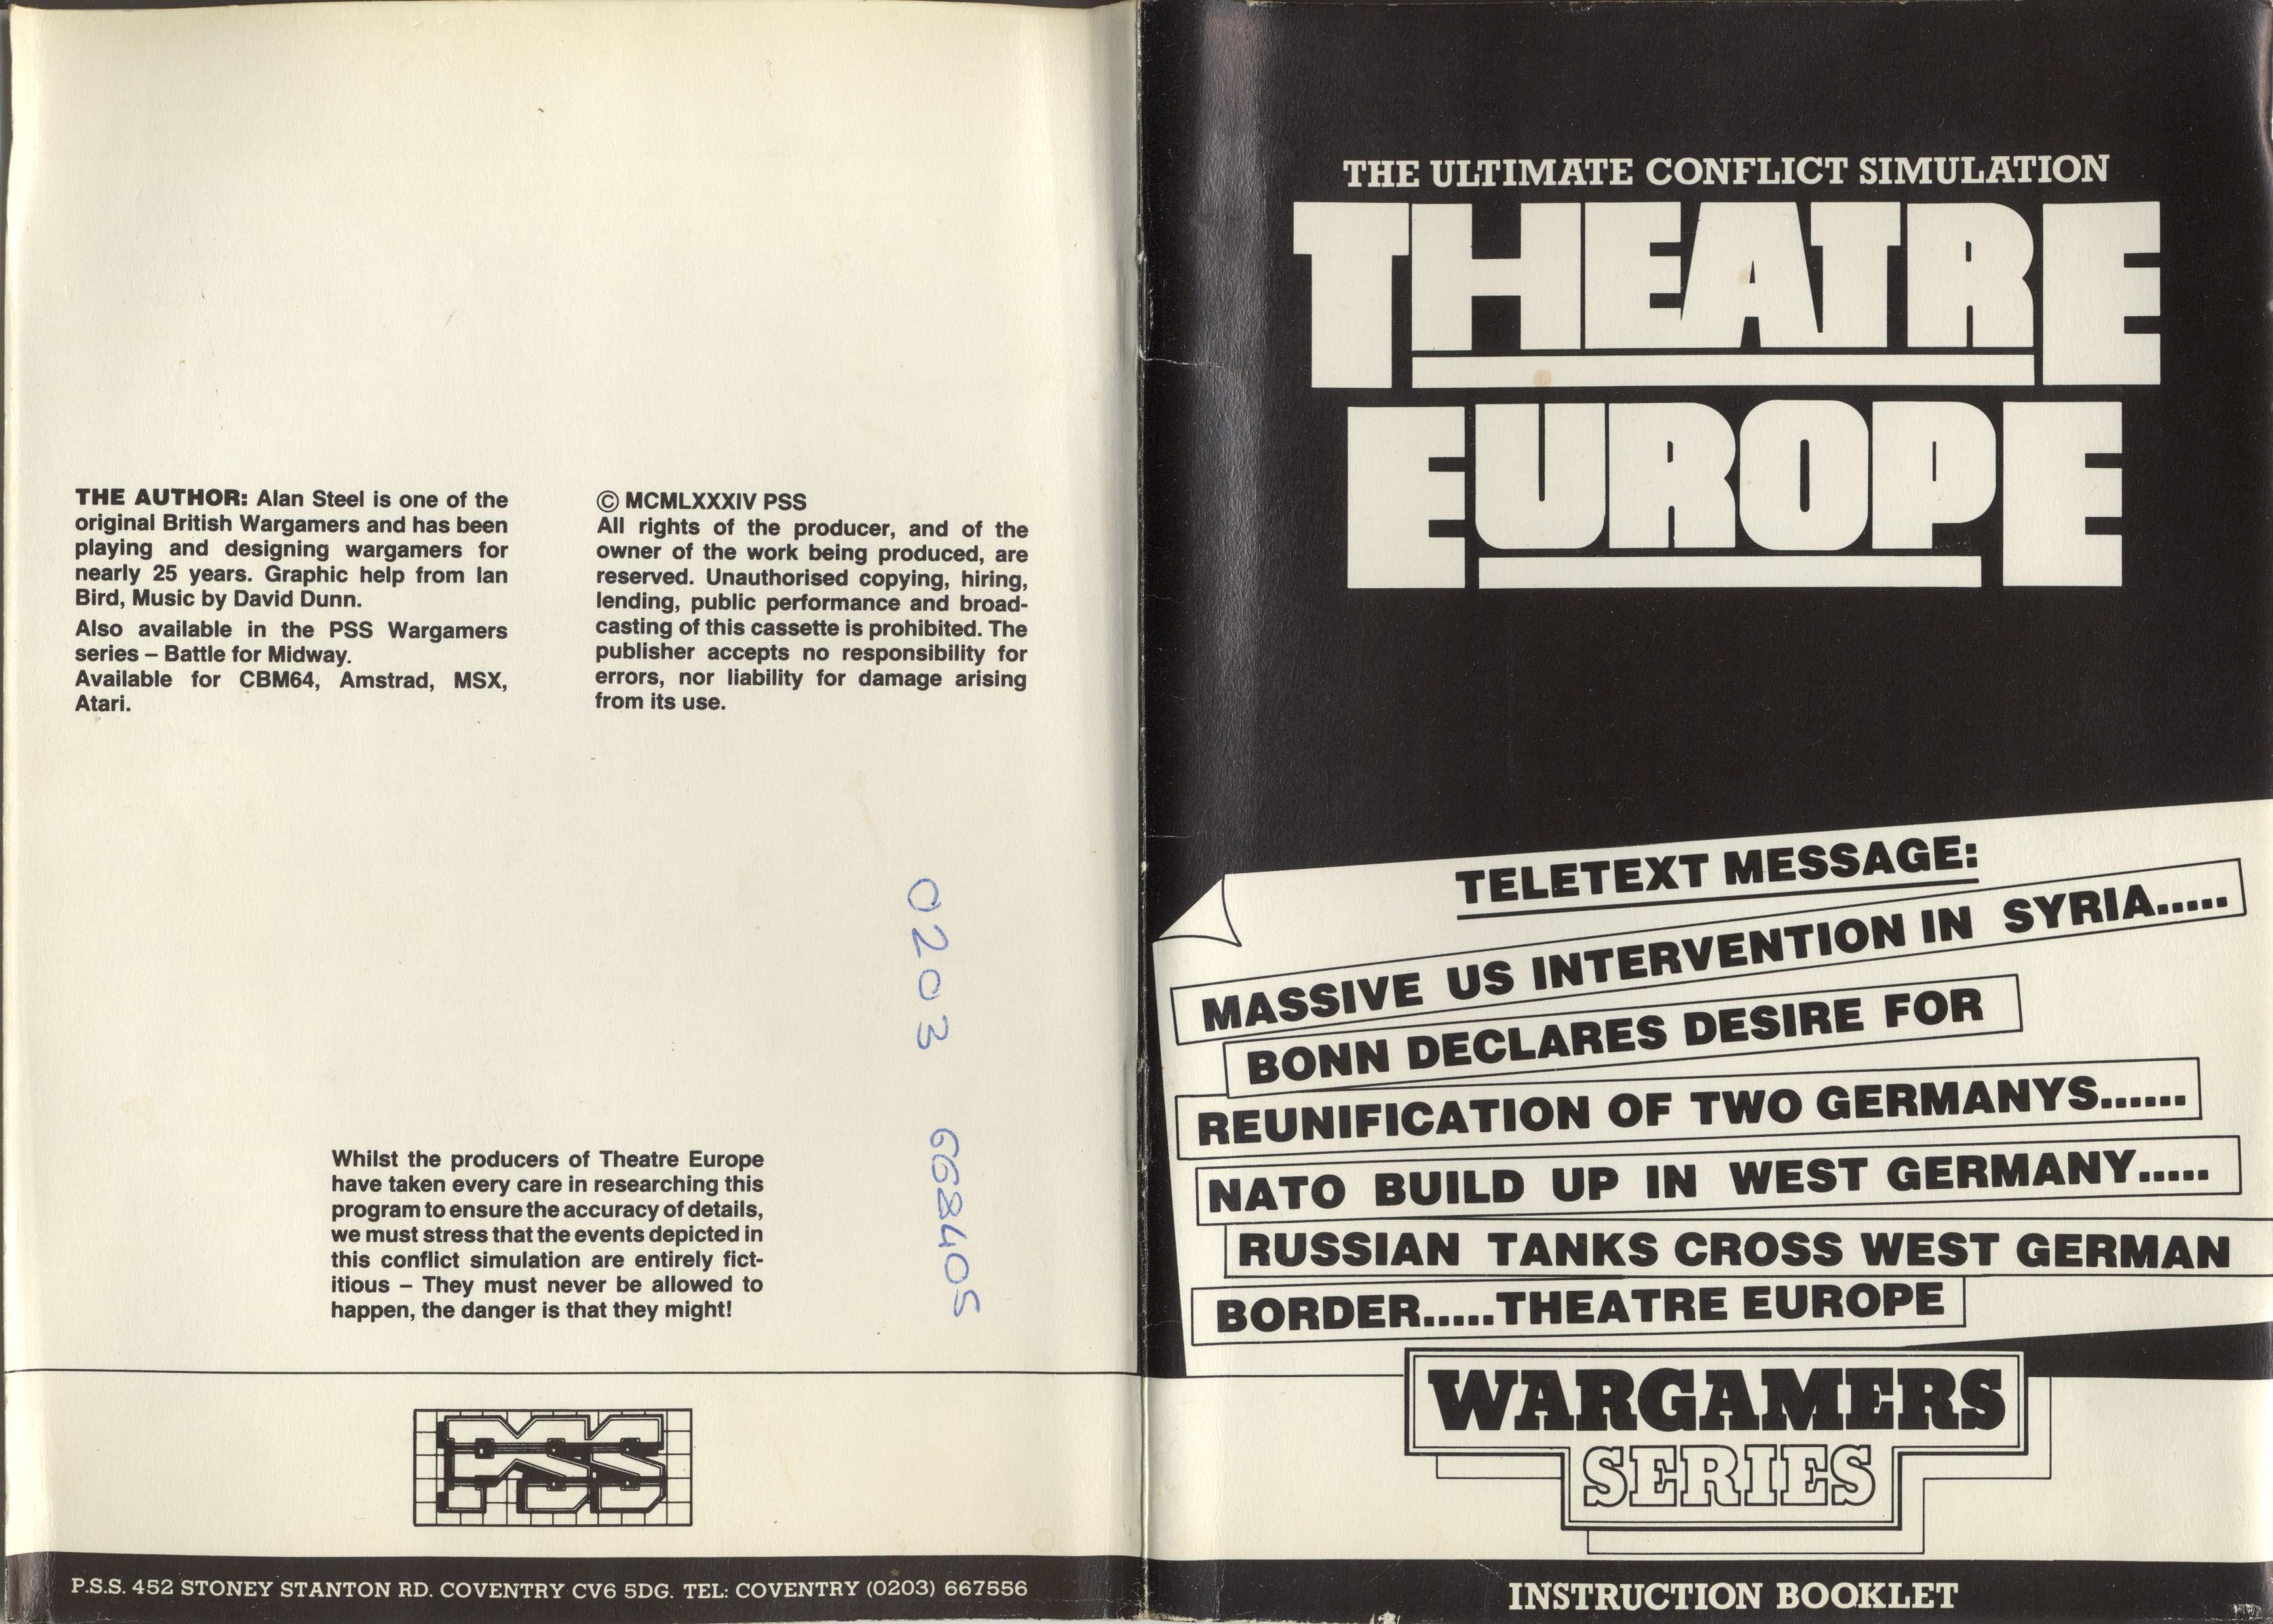 THE AUTHOR: Alan Steel is one of the
original British Wargamers and has been
playing and designing wargamers for
nearly 25 years. Graphic help from Ian
Bird, Music by David Dunn.
Also available in the PSS Wargamers
series – Battle for Midway.
Available for CBM64, Amstrad, MSX,
Atari.
© MCMLXXXIV PSS
All rights of the producer, and of the
owner of the work being produced, are
reserved. Unauthorised copying, hiring,
lending, public performance and broad-
casting of this cassette is prohibited. The
publisher accepts no responsibility for
errors, nor liability for damage arising
from its use.
0203 668405
Whilst the producers of Theatre Europe
have taken every care in researching this
program to ensure the accuracy of details,
we must stress that the events depicted in
this conflict simulation are entirely fict-
itious – They must never be allowed to
happen, the danger is that they might!
PSS
P.S.S. 452 STONEY STANTON RD. COVENTRY CV6 5DG. TEL: COVENTRY (0203) 667556
THE ULTIMATE CONFLICT SIMULATION
THEATRE
EUROPE
TELETEXT MESSAGE:
MASSIVE US INTERVENTION IN SYRIA.....
BONN DECLARES DESIRE FOR
REUNIFICATION OF TWO GERMANYS......
NATO BUILD UP IN WEST GERMANY.....
RUSSIAN TANKS CROSS WEST GERMAN
BORDER.....THEATRE EUROPE
WARGAMERS
SERIES
INSTRUCTION BOOKLET